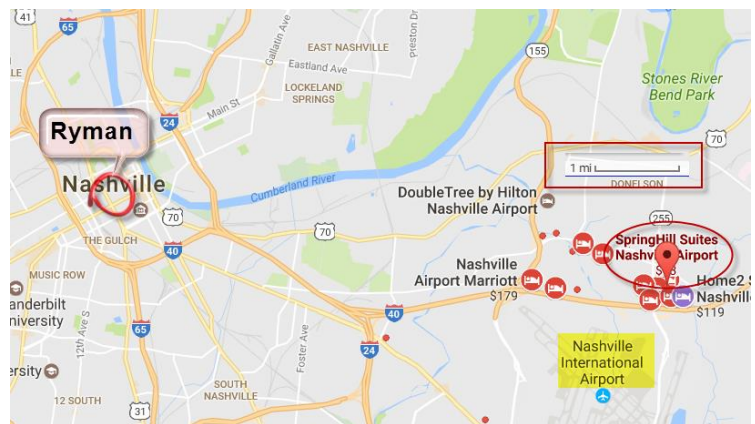 41
65
Gallatin Ave
Preston Dr
EAST NASHVILLE
155
Eastland Ave
LOCKELAND
SPRINGS
Stones River
Bend Park
Main St
24
Ryman
70
1 mi
DONELSON
Nashville
Cumberland River
DoubleTree by Hilton
Nashville Airport
70
70
255
THE GULCH
40
SpringHill Suites
Nashville Airport
MUSIC ROW
Nashville
Airport Marriott
$179
Home2 S
Nashvill
$119
anderbilt
niversity
40
65
12th Ave S
Foster Ave
24
Nashville
International
Airport
ersity
SOUTH
NASHVILLE
12 SOUTH
31